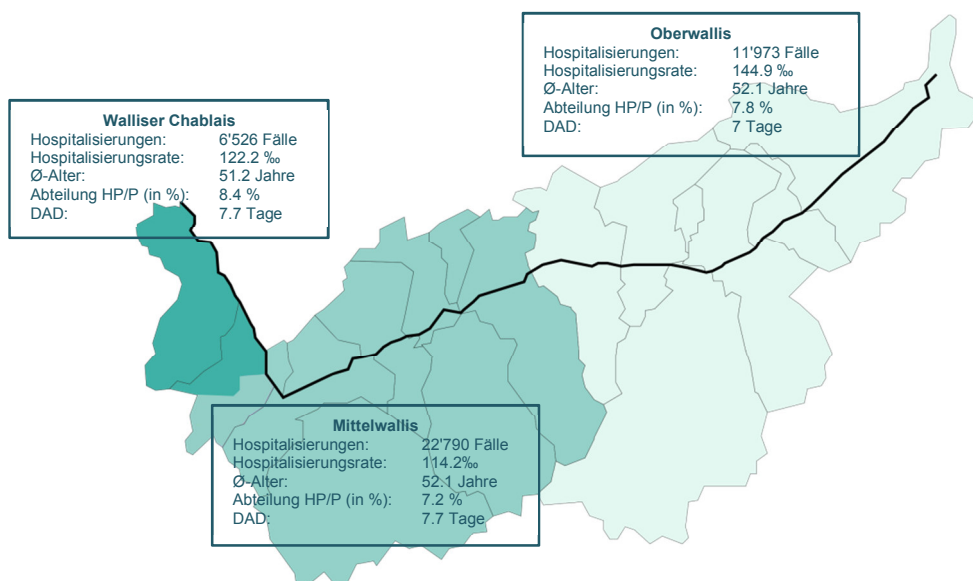 Oberwallis
Hospitalisierungen: 11'973 Fälle
Hospitalisierungsrate: 144.9 ‰
Ø-Alter: 52.1 Jahre
Abteilung HP/P (in %): 7.8 %
DAD: 7 Tage
Walliser Chablais
Hospitalisierungen: 6'526 Fälle
Hospitalisierungsrate: 122.2 ‰
Ø-Alter: 51.2 Jahre
Abteilung HP/P (in %): 8.4 %
DAD: 7.7 Tage
Mittelwallis
Hospitalisierungen: 22'790 Fälle
Hospitalisierungsrate: 114.2‰
Ø-Alter: 52.1 Jahre
Abteilung HP/P (in %): 7.2 %
DAD: 7.7 Tage